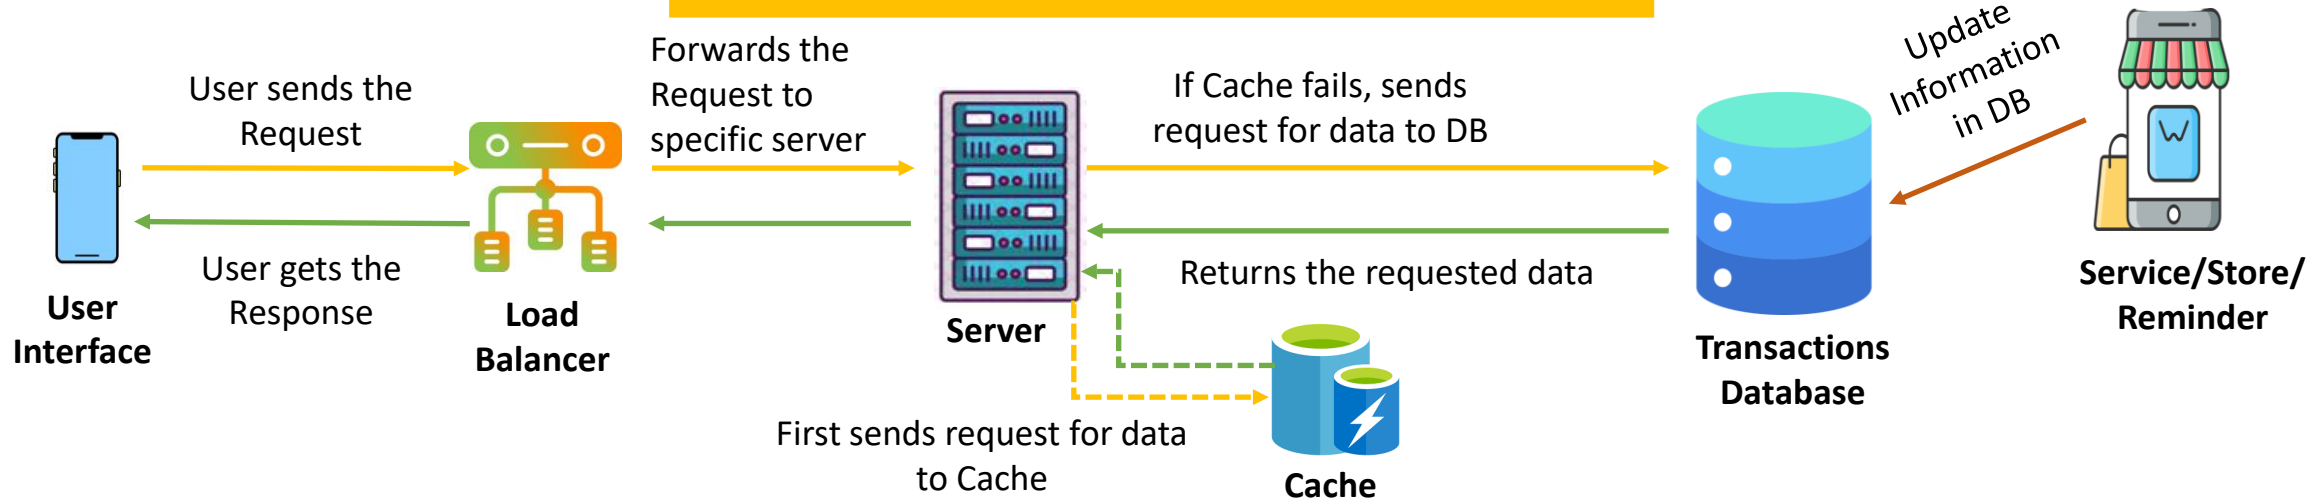 User sends the
Request
User gets the
Response
User
Interface
Load
Balancer
Forwards the
Request to
specific server
Server
If Cache fails, sends
request for data to DB
Returns the requested data
First sends request for data
to Cache
Cache
Transactions
Database
Update
Information
in DB
W
Service/Store/
Reminder